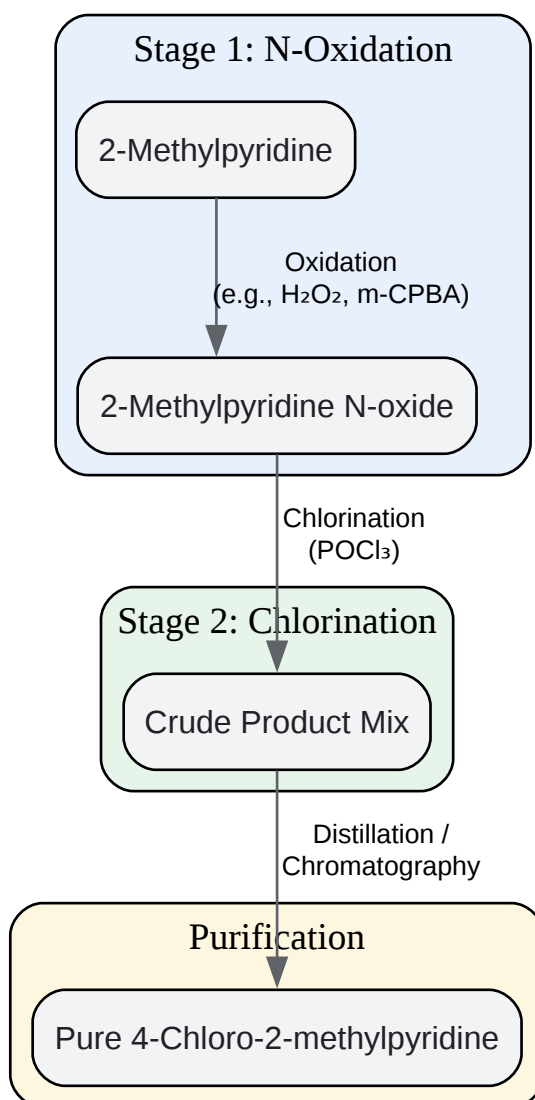 Stage 1: N-Oxidation
2-Methylpyridine
Oxidation
(e.g., H₂O₂, m-CPBA)
2-Methylpyridine N-oxide
Chlorination
(POCl₃)
Stage 2: Chlorination
Crude Product Mix
Distillation /
Chromatography
Purification
Pure 4-Chloro-2-methylpyridine